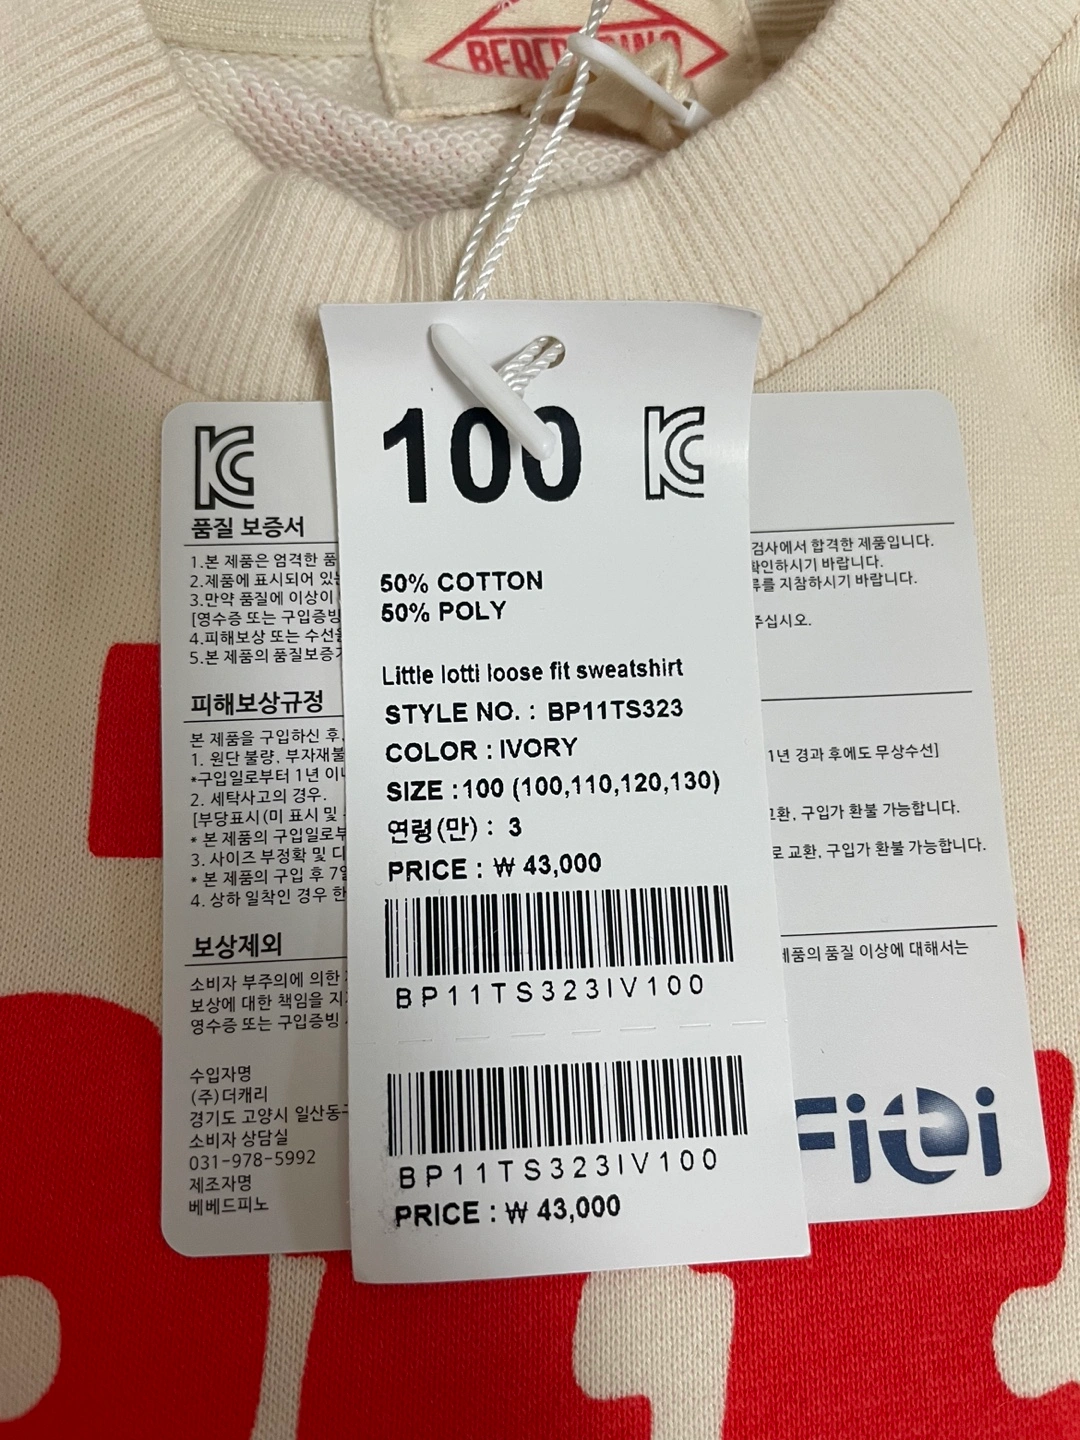 100
50% COTTON
50% POLY
Little lotti loose fit sweatshirt
STYLE NO. : BP11TS323
COLOR : IVORY
SIZE : 100 (100,110,120,130)
연령(만) : 3
PRICE : ₩ 43,000
BP11TS323IV100
BP11TS323IV100
PRICE : ₩ 43,000
품질 보증서
1.본 제품은 엄격한 품
검사에서 합격한 제품입니다.
2.제품에 표시되어 있는
확인하시기 바랍니다.
3.만약 품질에 이상이
를 지참하시기 바랍니다.
[영수증 또는 구입증빙
4.피해보상 또는 수선을
주십시오.
5.본 제품의 품질보증
피해보상규정
본 제품을 구입하신 후
1. 원단 불량, 부자재불
1년 경과 후에도 무상수선]
*구입일로부터 1년 이
2. 세탁사고의 경우.
[부당표시(미 표시 및
교환, 구입가 환불 가능합니다.
* 본 제품의 구입일로부
3. 사이즈 부정확 및 디
로 교환, 구입가 환불 가능합니다.
* 본 제품의 구입 후 7일
4. 상하 일착인 경우 한
보상제외
제품의 품질 이상에 대해서는
소비자 부주의에 의한
보상에 대한 책임을 지
영수증 또는 구입증빙
수입자명
(주)더캐리
경기도 고양시 일산동구
소비자 상담실
031-978-5992
제조자명
베베드피노
FiTi